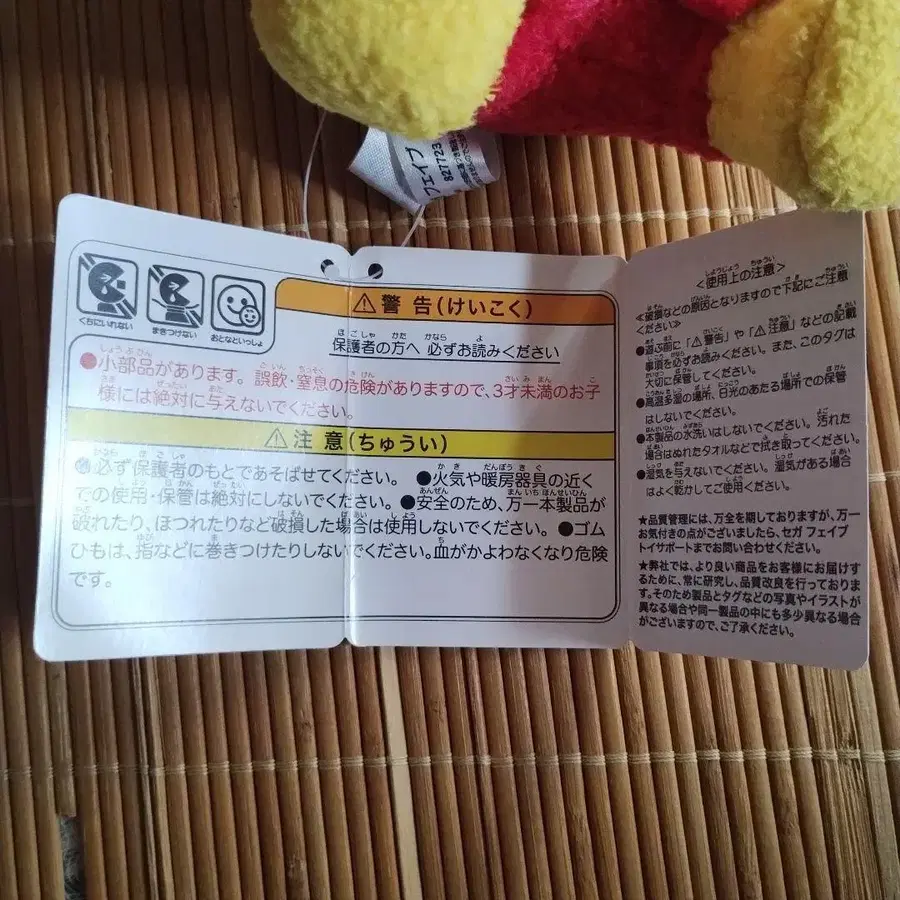 フェイブ
827723
くちにいれない
まきつけない
おとなといっしょ
⚠警告(けいこく)
保護者の方へ 必ずお読みください
●小部品があります。誤飲・窒息の危険がありますので、3才未満のお子
様には絶対に与えないでください。
⚠注意(ちゅうい)
必ず保護者のもとであそばせてください。 ●火気や暖房器具の近く
での使用・保管は絶対にしないでください。●安全のため、万一本製品が
破れたり、ほつれたりなど破損した場合は使用しないでください。●ゴム
ひもは、指などに巻きつけたりしないでください。血がかよわなくなり危険
です。
<使用上の注意>
≪破損などの原因となりますので下記にご注意
ください≫
●遊ぶ前に「⚠警告」や「⚠注意」などの記載
事項を必ずお読みください。また、このタグは
大切に保管してください。
●高温多湿の場所、日光のあたる場所での保管
はしないでください。
●本製品の水洗いはしないでください。汚れた
場合はぬれたタオルなどで拭き取ってください。
●湿気を与えないでください。湿気がある場合
はよく乾かしてご使用ください。
★品質管理には、万全を期しておりますが、万一
お気付きの点がございましたら、セガ フェイブ
トイサポートまでお問い合わせください。
★弊社では、より良い商品をお客様にお届けす
るために、常に研究し、品質改良を行っておりま
す。そのため製品とタグなどの写真やイラストが
異なる場合や同一製品の中にも多少異なる場合
がございますので、ご了承ください。